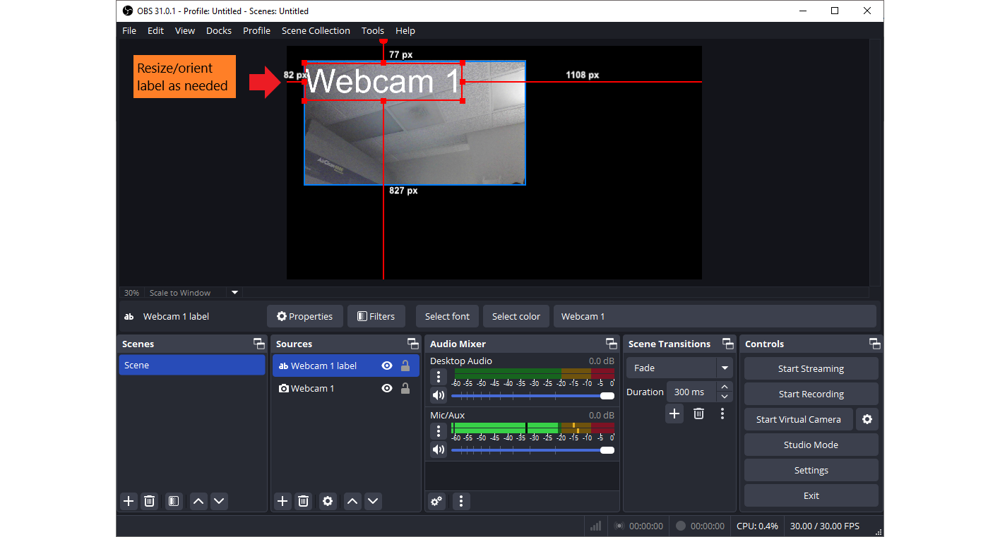 OBS 31.0.1 - Profile: Untitled - Scenes: Untitled
File Edit View Docks Profile Scene Collection Tools Help
Resize/orient
label as needed
77 px
82 px
Webcam 1
1108 px
827 px
30% Scale to Window
ab Webcam 1 label Properties Filters Select font Select color Webcam 1
Scenes
Scene
Sources
ab Webcam 1 label
Webcam 1
Audio Mixer
Desktop Audio 0.0 dB
-60 -55 -50 -45 -40 -35 -30 -25 -20 -15 -10 -5 0
Mic/Aux 0.0 dB
-60 -55 -50 -45 -40 -35 -30 -25 -20 -15 -10 -5 0
Scene Transitions
Fade
Duration 300 ms
Controls
Start Streaming
Start Recording
Start Virtual Camera
Studio Mode
Settings
Exit
00:00:00 00:00:00 CPU: 0.4% 30.00 / 30.00 FPS